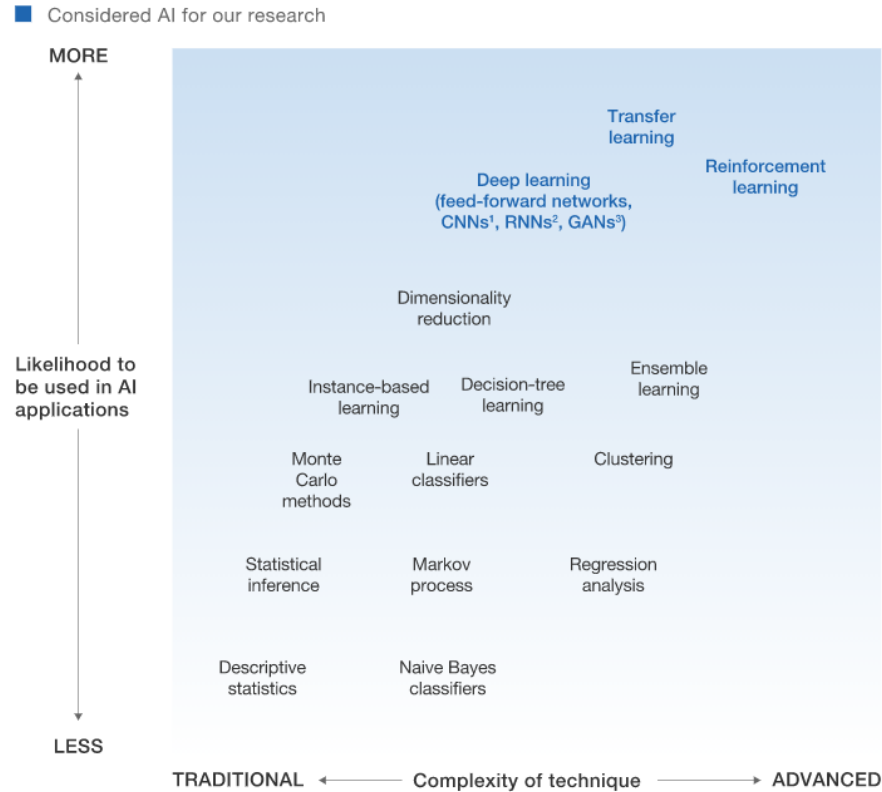 Considered AI for our research
MORE
Transfer
learning
Reinforcement
learning
Deep learning
(feed-forward networks,
CNNs¹, RNNs², GANs³)
Dimensionality
reduction
Likelihood to
be used in AI
applications
Ensemble
learning
Instance-based
learning
Decision-tree
learning
Monte
Carlo
methods
Linear
classifiers
Clustering
Statistical
inference
Markov
process
Regression
analysis
Descriptive
statistics
Naive Bayes
classifiers
LESS
TRADITIONAL
Complexity of technique
ADVANCED